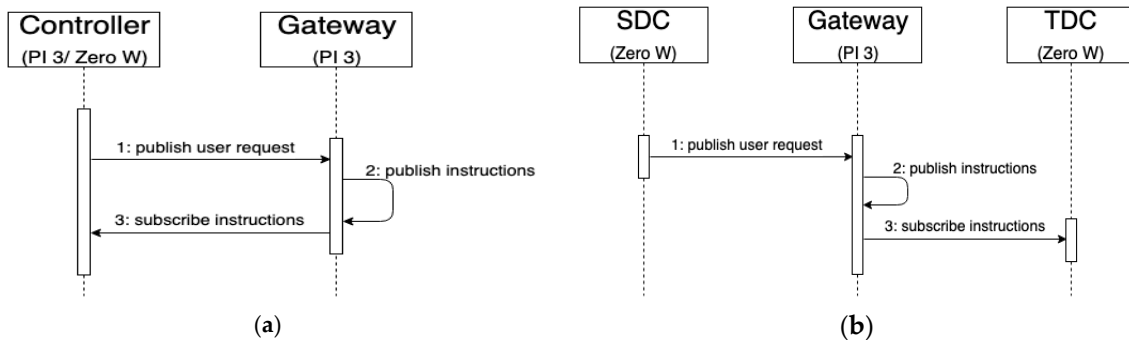 Controller
(PI 3/ Zero W)
Gateway
(PI 3)
1: publish user request
2: publish instructions
3: subscribe instructions
(a)
SDC
(Zero W)
Gateway
(PI 3)
TDC
(Zero W)
1: publish user request
2: publish instructions
3: subscribe instructions
(b)